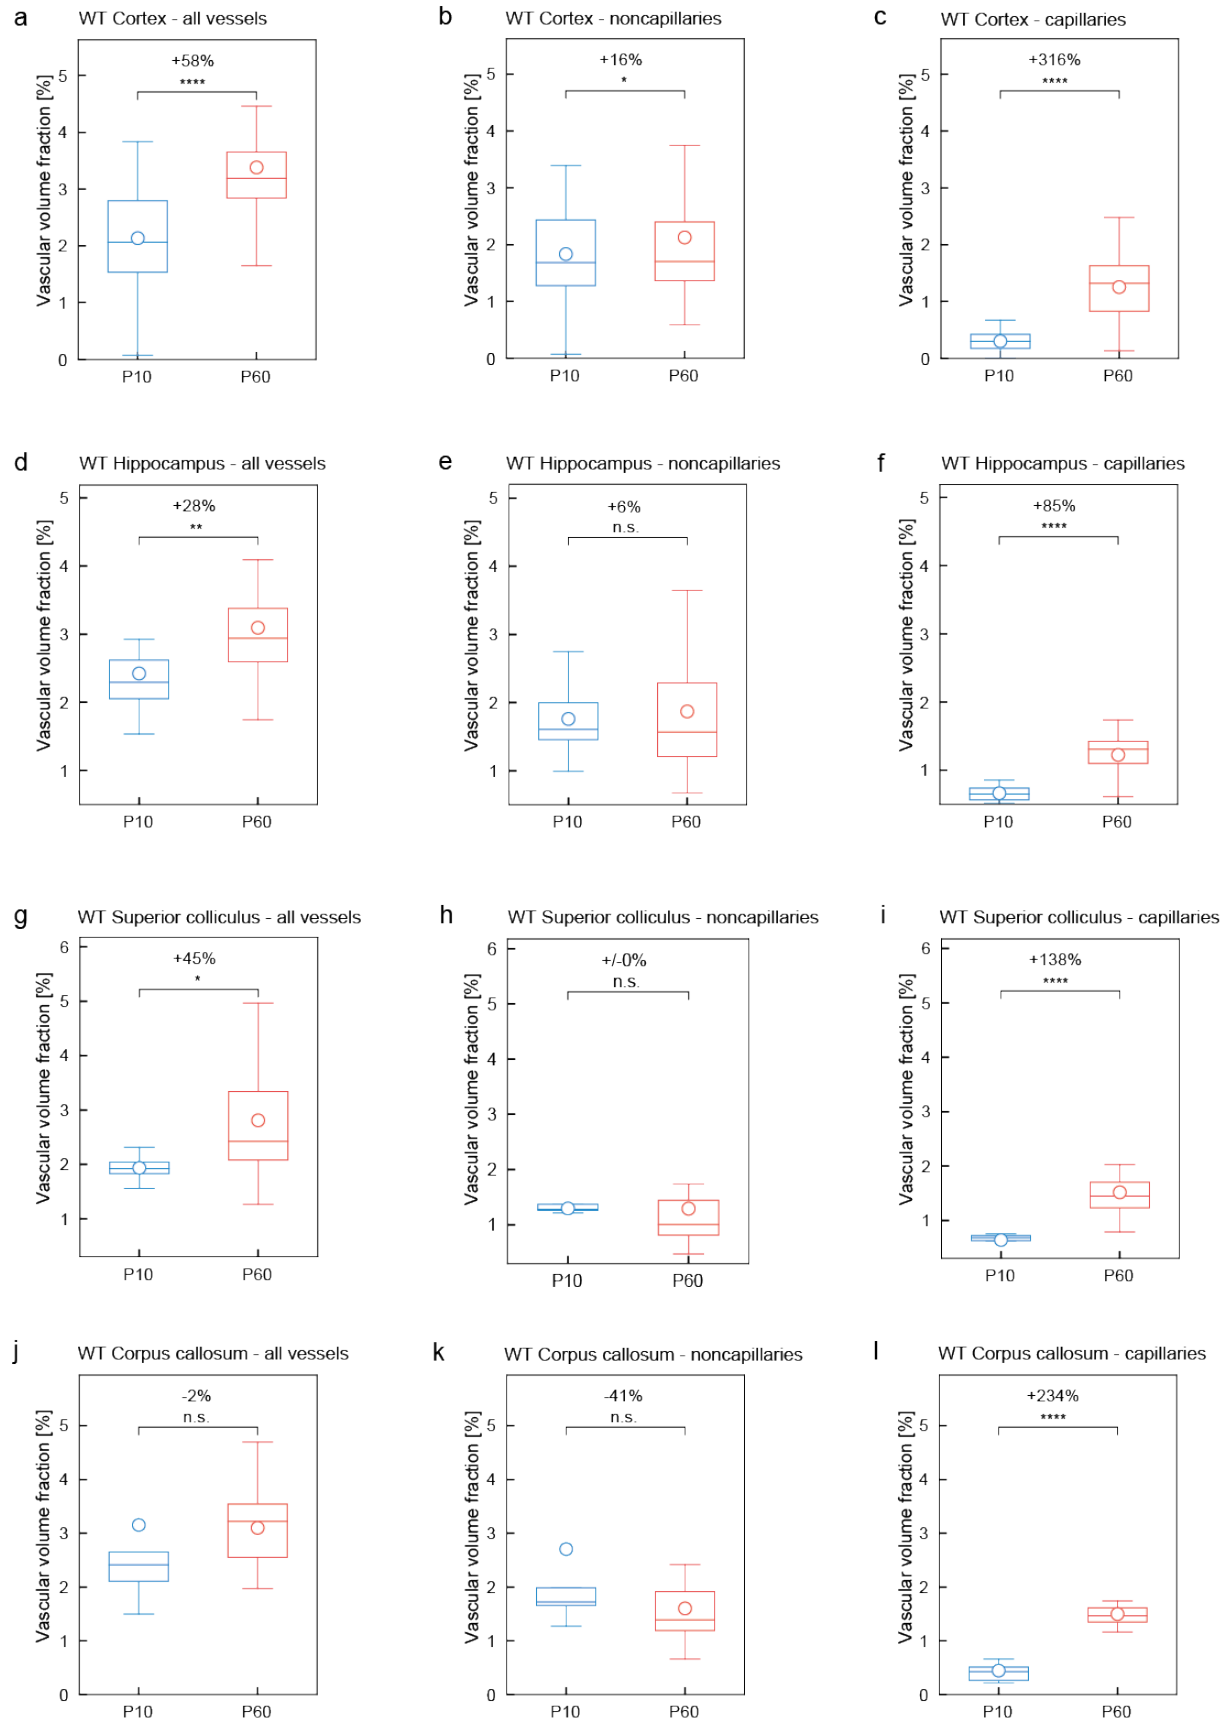 a
WT Cortex - all vessels
Vascular volume fraction [%]
+58%
****
5
4
3
2
1
0
P10
P60
b
WT Cortex - noncapillaries
Vascular volume fraction [%]
+16%
*
5
4
3
2
1
0
P10
P60
c
WT Cortex - capillaries
Vascular volume fraction [%]
+316%
****
5
4
3
2
1
0
P10
P60
d
WT Hippocampus - all vessels
Vascular volume fraction [%]
+28%
**
5
4
3
2
1
P10
P60
e
WT Hippocampus - noncapillaries
Vascular volume fraction [%]
+6%
n.s.
5
4
3
2
1
P10
P60
f
WT Hippocampus - capillaries
Vascular volume fraction [%]
+85%
****
5
4
3
2
1
P10
P60
g
WT Superior colliculus - all vessels
Vascular volume fraction [%]
+45%
*
6
5
4
3
2
1
P10
P60
h
WT Superior colliculus - noncapillaries
Vascular volume fraction [%]
+/-0%
n.s.
6
5
4
3
2
1
P10
P60
i
WT Superior colliculus - capillaries
Vascular volume fraction [%]
+138%
****
6
5
4
3
2
1
P10
P60
j
WT Corpus callosum - all vessels
Vascular volume fraction [%]
-2%
n.s.
5
4
3
2
1
0
P10
P60
k
WT Corpus callosum - noncapillaries
Vascular volume fraction [%]
-41%
n.s.
5
4
3
2
1
0
P10
P60
l
WT Corpus callosum - capillaries
Vascular volume fraction [%]
+234%
****
5
4
3
2
1
0
P10
P60